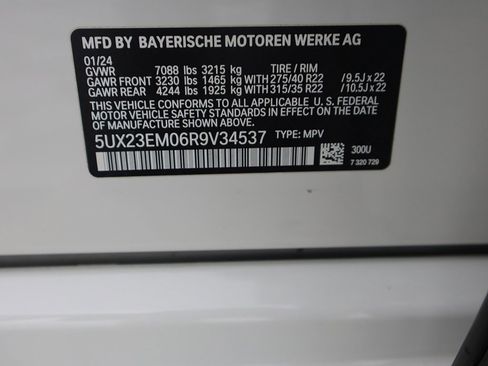 MFD BY BAYERISCHE MOTOREN WERKE AG
01/24
GVWR 7088 lbs 3215 kg TIRE / RIM
GAWR FRONT 3230 lbs 1465 kg WITH 275/40 R22 /9.5J x 22
GAWR REAR 4244 lbs 1925 kg WITH 315/35 R22 /10.5J x 22
THIS VEHICLE CONFORMS TO ALL APPLICABLE U. S. FEDERAL
MOTOR VEHICLE SAFETY STANDARDS IN EFFECT ON THE DATE
OF MANUFACTURE SHOWN ABOVE.
5UX23EM06R9V34537 TYPE: MPV
300U
7 320 729